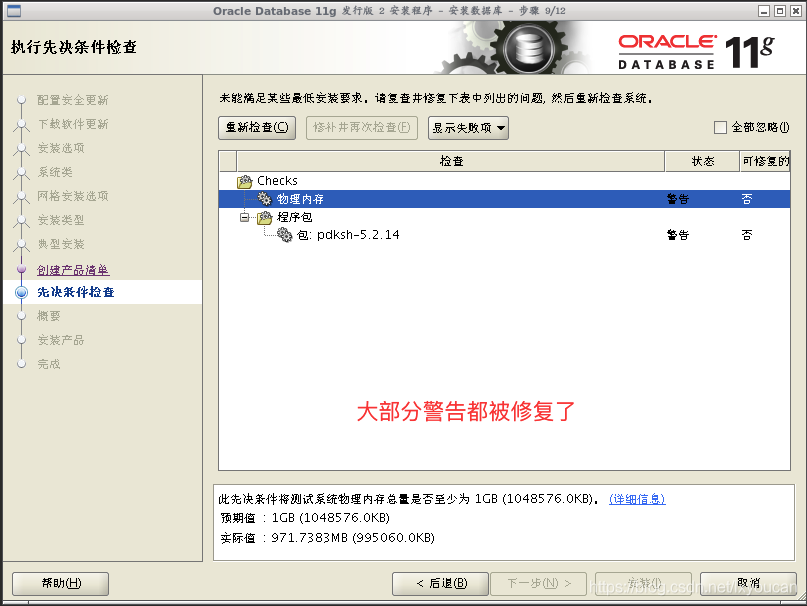 Oracle Database 11g 发行版 2 安装程序 - 安装数据库 - 步骤 9/12
执行先决条件检查
ORACLE
DATABASE
11g
配置安全更新
下载软件更新
安装选项
系统类
网格安装选项
安装类型
典型安装
创建产品清单
先决条件检查
概要
安装产品
完成
未能满足某些最低安装要求。请复查并修复下表中列出的问题, 然后重新检查系统。
重新检查(C)
修补并再次检查(F)
显示失败项
全部忽略(I)
检查 状态 可修复的
Checks
物理内存 警告 否
程序包
包: pdksh-5.2.14 警告 否
大部分警告都被修复了
此先决条件将测试系统物理内存总量是否至少为 1GB (1048576.0KB)。 (详细信息)
预期值 : 1GB (1048576.0KB)
实际值 : 971.7383MB (995060.0KB)
帮助(H)
< 后退(B)
下一步(N) >
安装(I)
取消